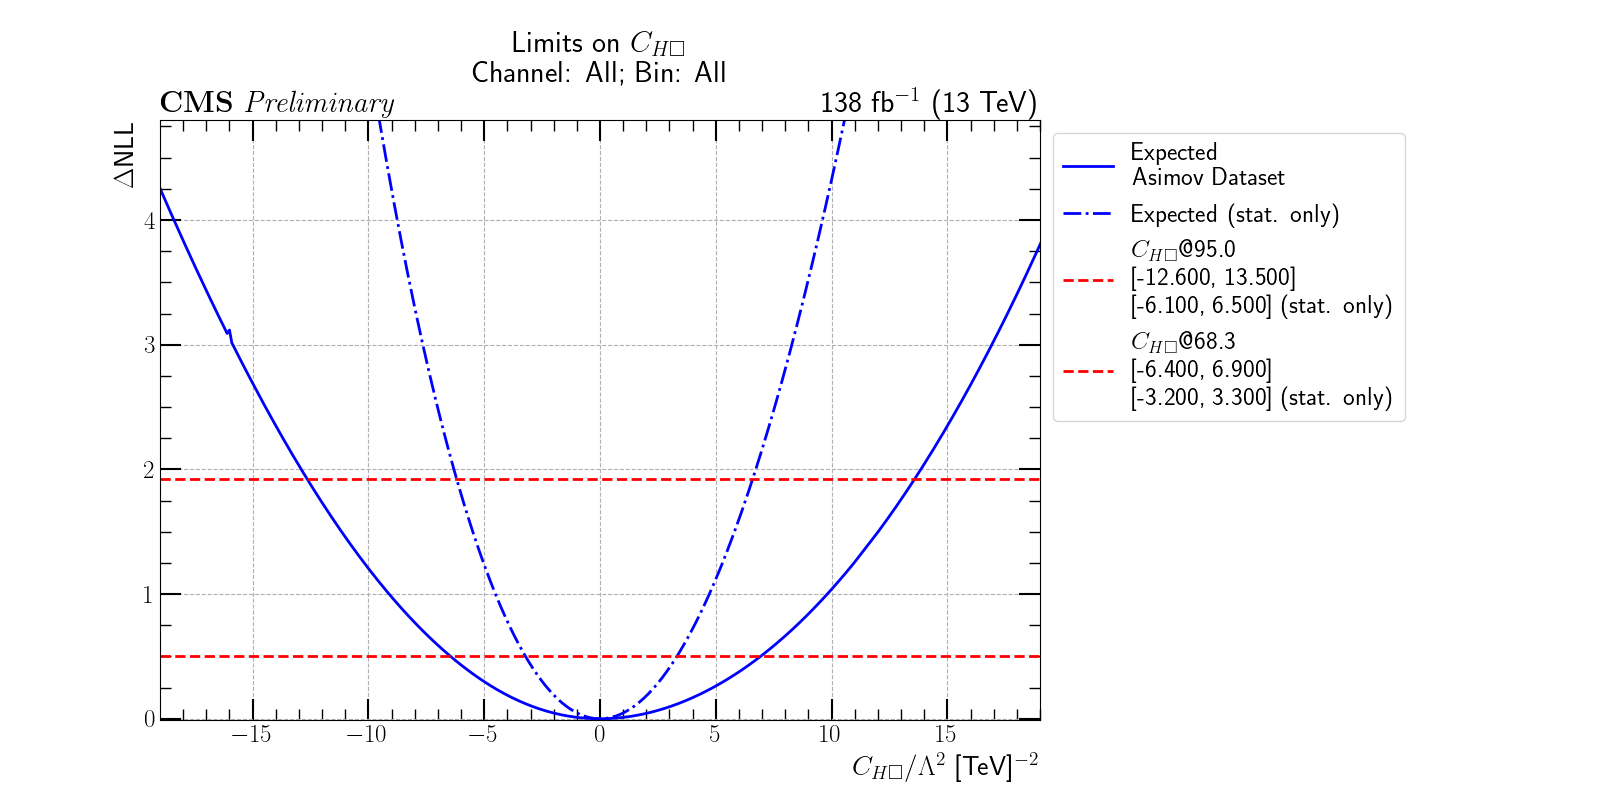 Limits on C_{H□}
Channel: All; Bin: All
CMS Preliminary
138 fb⁻¹ (13 TeV)
ΔNLL
4
3
2
1
0
−15 −10 −5 0 5 10 15
C_{H□}/Λ² [TeV]⁻²
Expected
Asimov Dataset
Expected (stat. only)
C_{H□}@95.0
[-12.600, 13.500]
[-6.100, 6.500] (stat. only)
C_{H□}@68.3
[-6.400, 6.900]
[-3.200, 3.300] (stat. only)